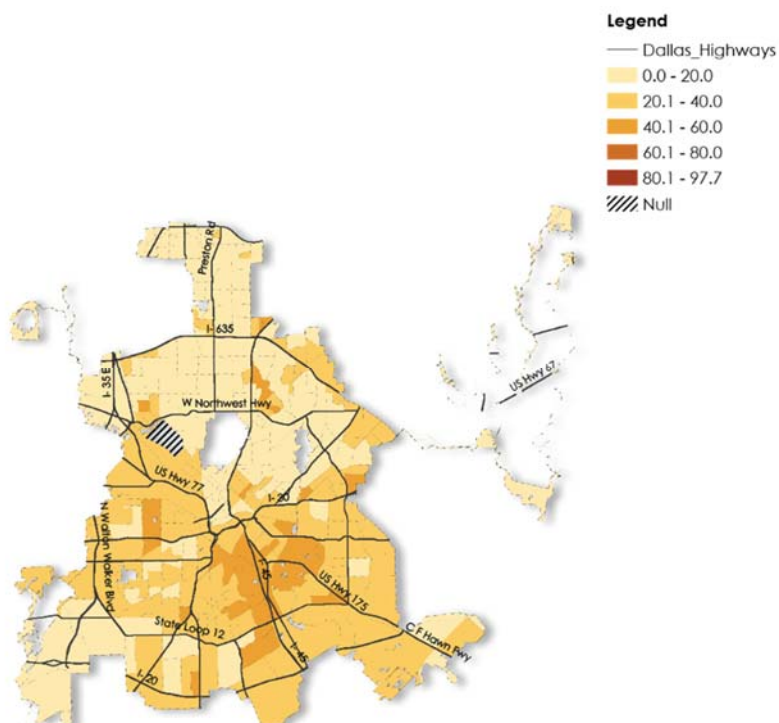 Legend
Dallas_Highways
0.0 - 20.0
20.1 - 40.0
40.1 - 60.0
60.1 - 80.0
80.1 - 97.7
Null
Preston Rd
I- 635
I- 35 E
US Hwy 67
W Northwest Hwy
US Hwy 77
I- 20
N Walton Walker Blvd
I- 45
US Hwy 175
State Loop 12
C F Hawn Fwy
I- 45
I- 20